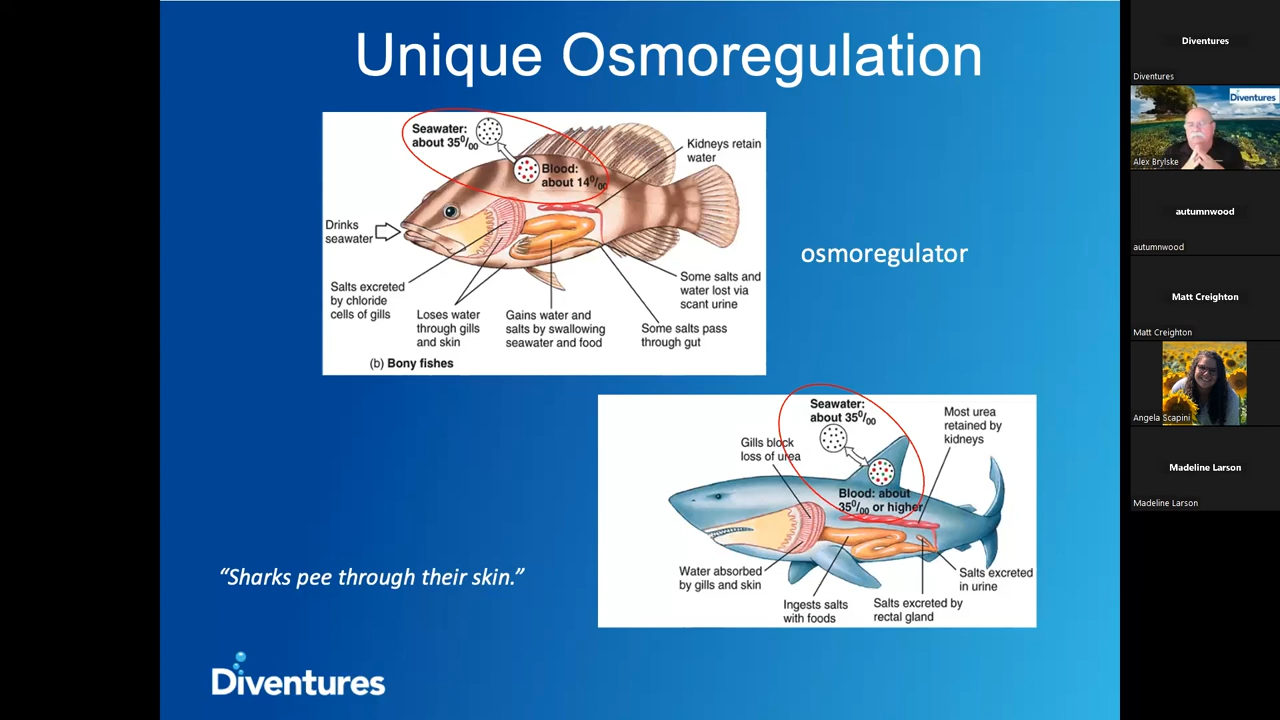 Unique Osmoregulation
Seawater:
about 35⁰/₀₀
Blood:
about 14⁰/₀₀
Kidneys retain
water
Drinks
seawater
Salts excreted
by chloride
cells of gills
Loses water
through gills
and skin
Gains water and
salts by swallowing
seawater and food
Some salts and
water lost via
scant urine
Some salts pass
through gut
(b) Bony fishes
osmoregulator
Seawater:
about 35⁰/₀₀
Most urea
retained by
kidneys
Gills block
loss of urea
Blood: about
35⁰/₀₀ or higher
Water absorbed
by gills and skin
Ingests salts
with foods
Salts excreted by
rectal gland
Salts excreted
in urine
“Sharks pee through their skin.”
Diventures
Diventures
Diventures
Diventures
Alex Brylske
autumnwood
autumnwood
Matt Creighton
Matt Creighton
Angela Scapini
Madeline Larson
Madeline Larson